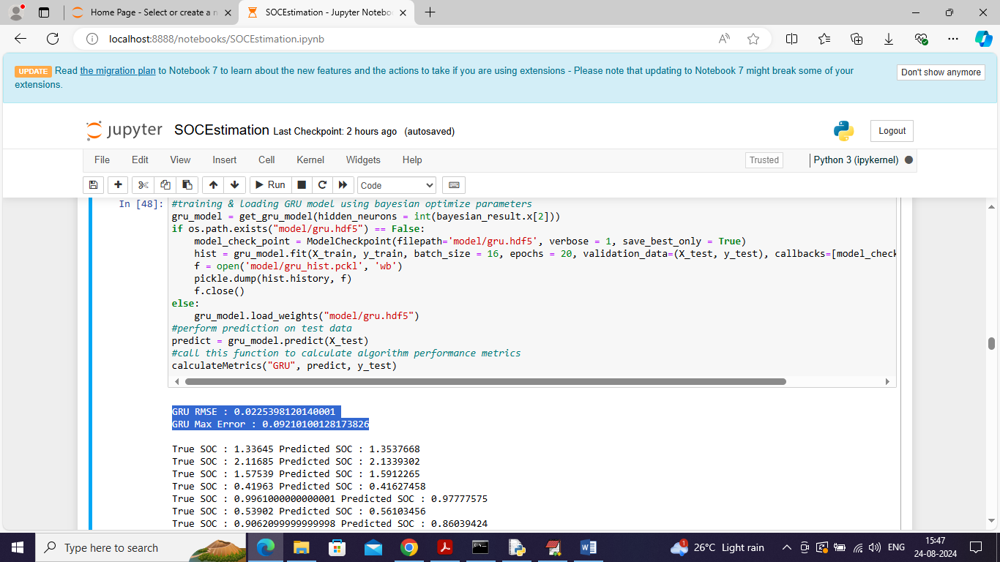 Home Page - Select or create a n
SOCEstimation - Jupyter Notebo
localhost:8888/notebooks/SOCEstimation.ipynb
UPDATE Read the migration plan to Notebook 7 to learn about the new features and the actions to take if you are using extensions - Please note that updating to Notebook 7 might break some of your
extensions.
Don't show anymore
jupyter SOCEstimation Last Checkpoint: 2 hours ago (autosaved)
Logout
File Edit View Insert Cell Kernel Widgets Help
Trusted
Python 3 (ipykernel)
Run
Code
In [48]:
#training & loading GRU model using bayesian optimize parameters
gru_model = get_gru_model(hidden_neurons = int(bayesian_result.x[2]))
if os.path.exists("model/gru.hdf5") == False:
    model_check_point = ModelCheckpoint(filepath='model/gru.hdf5', verbose = 1, save_best_only = True)
    hist = gru_model.fit(X_train, y_train, batch_size = 16, epochs = 20, validation_data=(X_test, y_test), callbacks=[model_check
    f = open('model/gru_hist.pckl', 'wb')
    pickle.dump(hist.history, f)
    f.close()
else:
    gru_model.load_weights("model/gru.hdf5")
#perform prediction on test data
predict = gru_model.predict(X_test)
#call this function to calculate algorithm performance metrics
calculateMetrics("GRU", predict, y_test)
GRU RMSE : 0.0225398120140001
GRU Max Error : 0.09210100128173826
True SOC : 1.33645 Predicted SOC : 1.3537668
True SOC : 2.11685 Predicted SOC : 2.1339302
True SOC : 1.57539 Predicted SOC : 1.5912265
True SOC : 0.41963 Predicted SOC : 0.41627458
True SOC : 0.9961000000000001 Predicted SOC : 0.97777575
True SOC : 0.53902 Predicted SOC : 0.56103456
True SOC : 0.9062099999999998 Predicted SOC : 0.86039424
Type here to search
1
26°C Light rain
ENG
15:47
24-08-2024